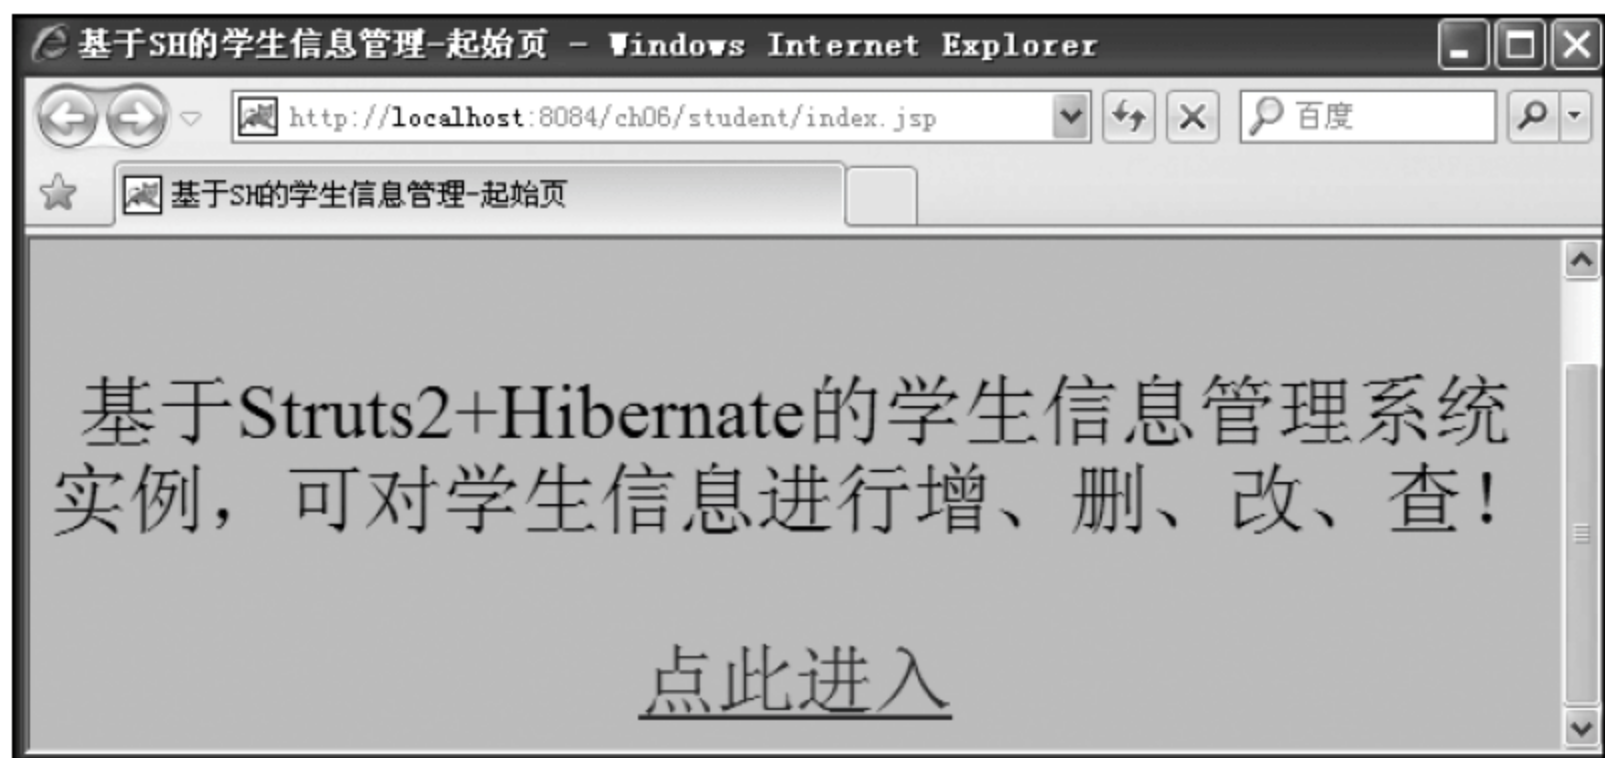 基于SH的学生信息管理-起始页 - Windows Internet Explorer
http://localhost:8084/ch06/student/index.jsp 百度
基于SH的学生信息管理-起始页
基于Struts2+Hibernate的学生信息管理系统
实例，可对学生信息进行增、删、改、查！
点此进入